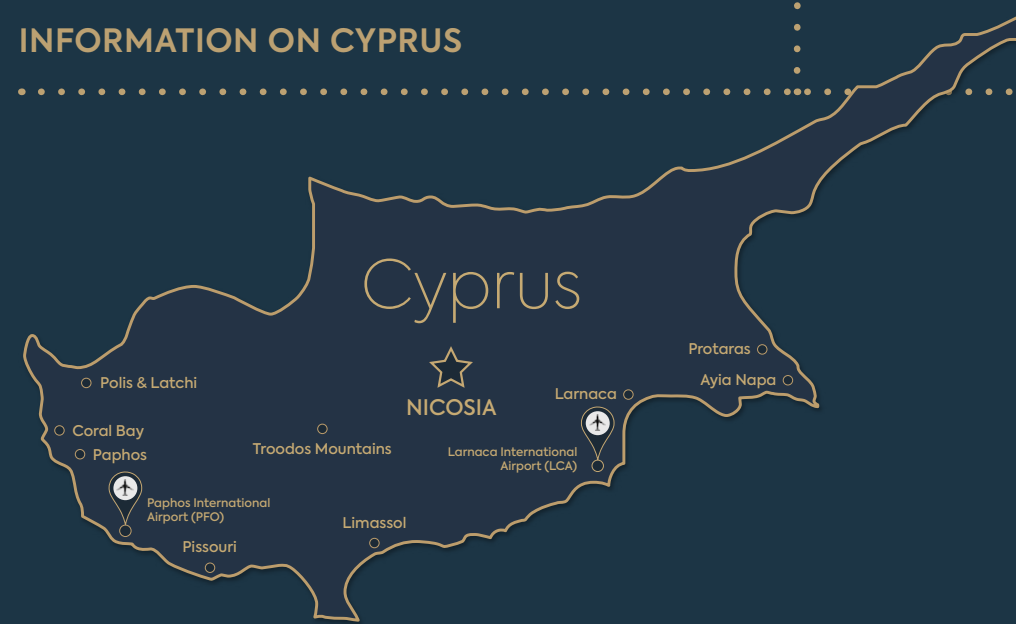 INFORMATION ON CYPRUS
Cyprus
Protaras
Ayia Napa
Polis & Latchi
Larnaca
NICOSIA
Coral Bay
Troodos Mountains
Paphos
Larnaca International
Airport (LCA)
Paphos International
Airport (PFO)
Limassol
Pissouri